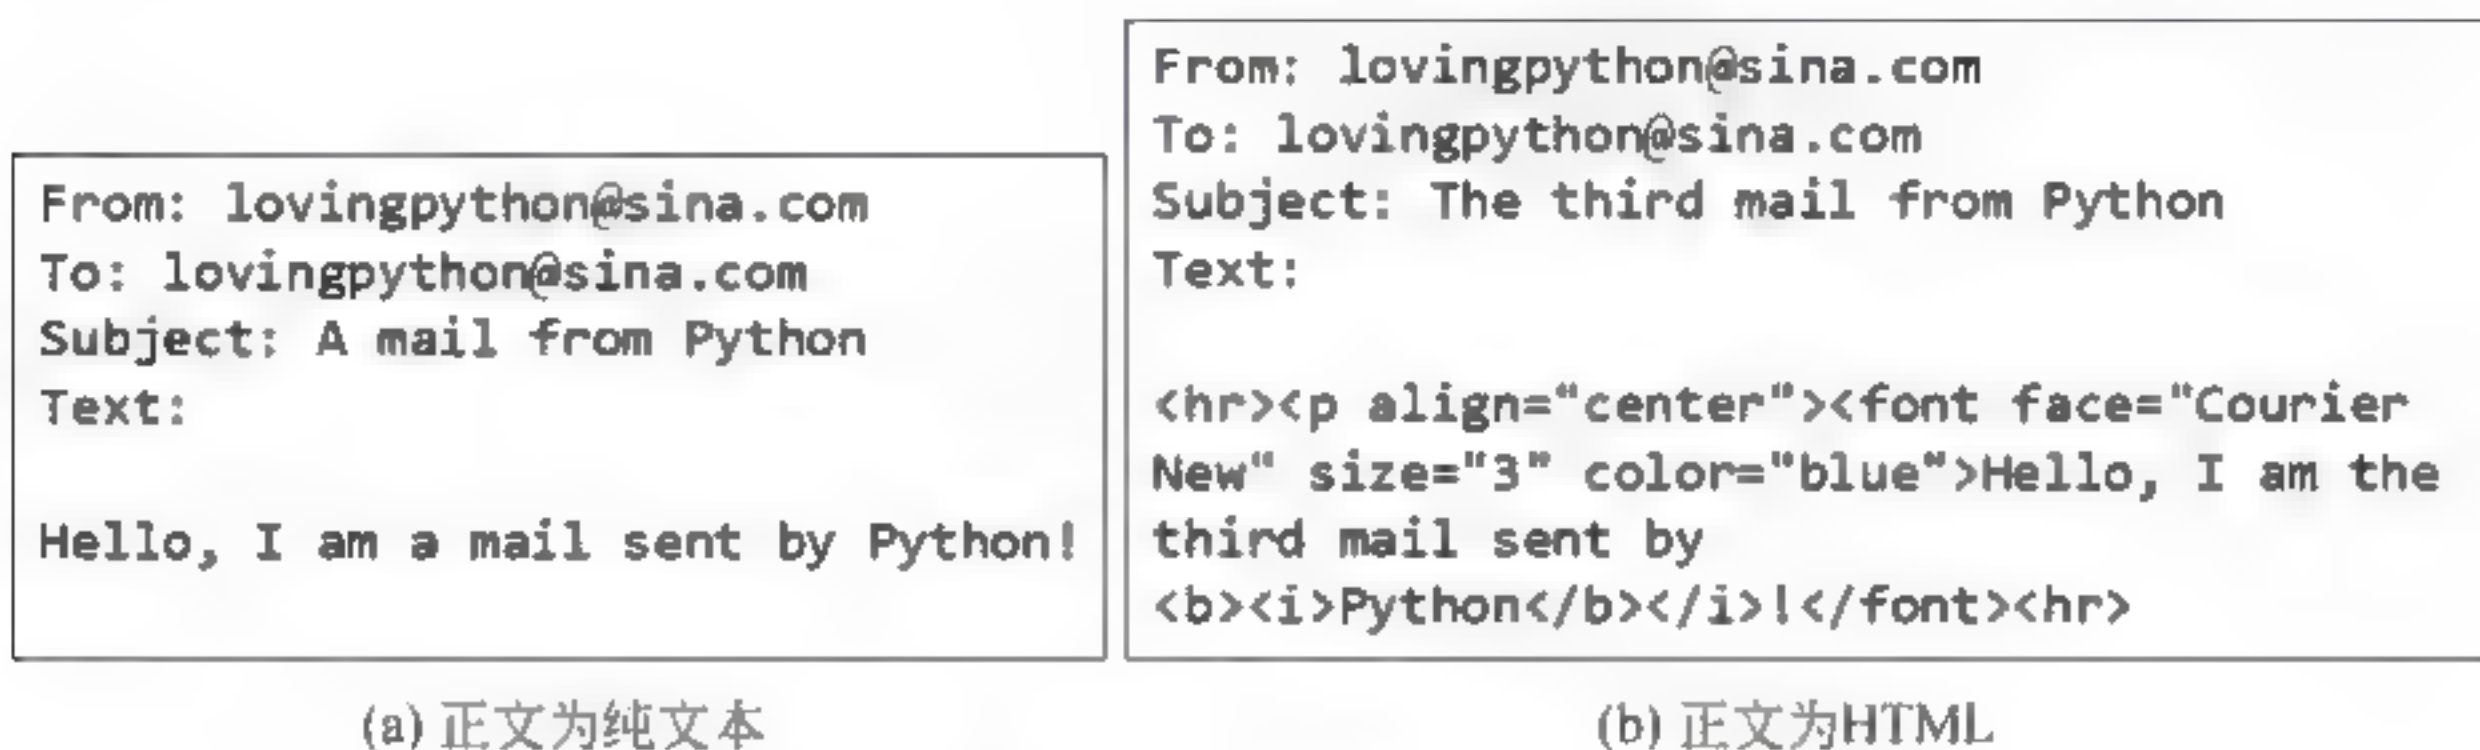 From: lovingpython@sina.com
To: lovingpython@sina.com
Subject: A mail from Python
Text:
Hello, I am a mail sent by Python!
(a) 正文为纯文本
From: lovingpython@sina.com
To: lovingpython@sina.com
Subject: The third mail from Python
Text:
<hr><p align="center"><font face="Courier
New" size="3" color="blue">Hello, I am the
third mail sent by
<b><i>Python</b></i>!</font><hr>
(b) 正文为HTML